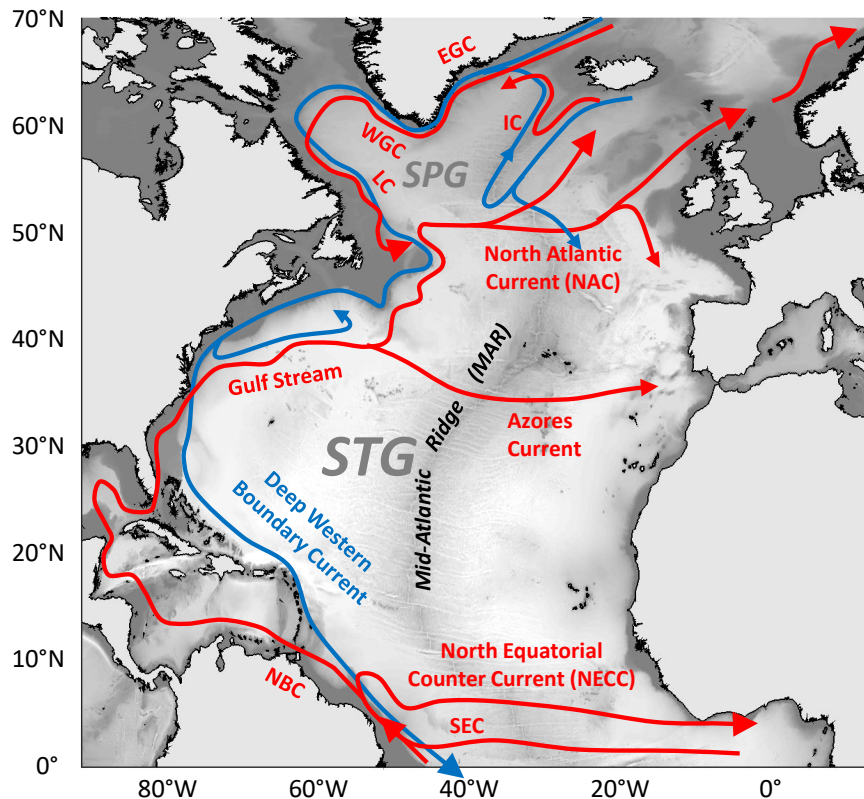 70°N
60°N
50°N
40°N
30°N
20°N
10°N
0°
EGC
IC
WGC
LC
SPG
North Atlantic
Current (NAC)
Gulf Stream
Mid-Atlantic Ridge (MAR)
Azores
Current
STG
Deep Western
Boundary Current
North Equatorial
Counter Current (NECC)
NBC
SEC
80°W
60°W
40°W
20°W
0°